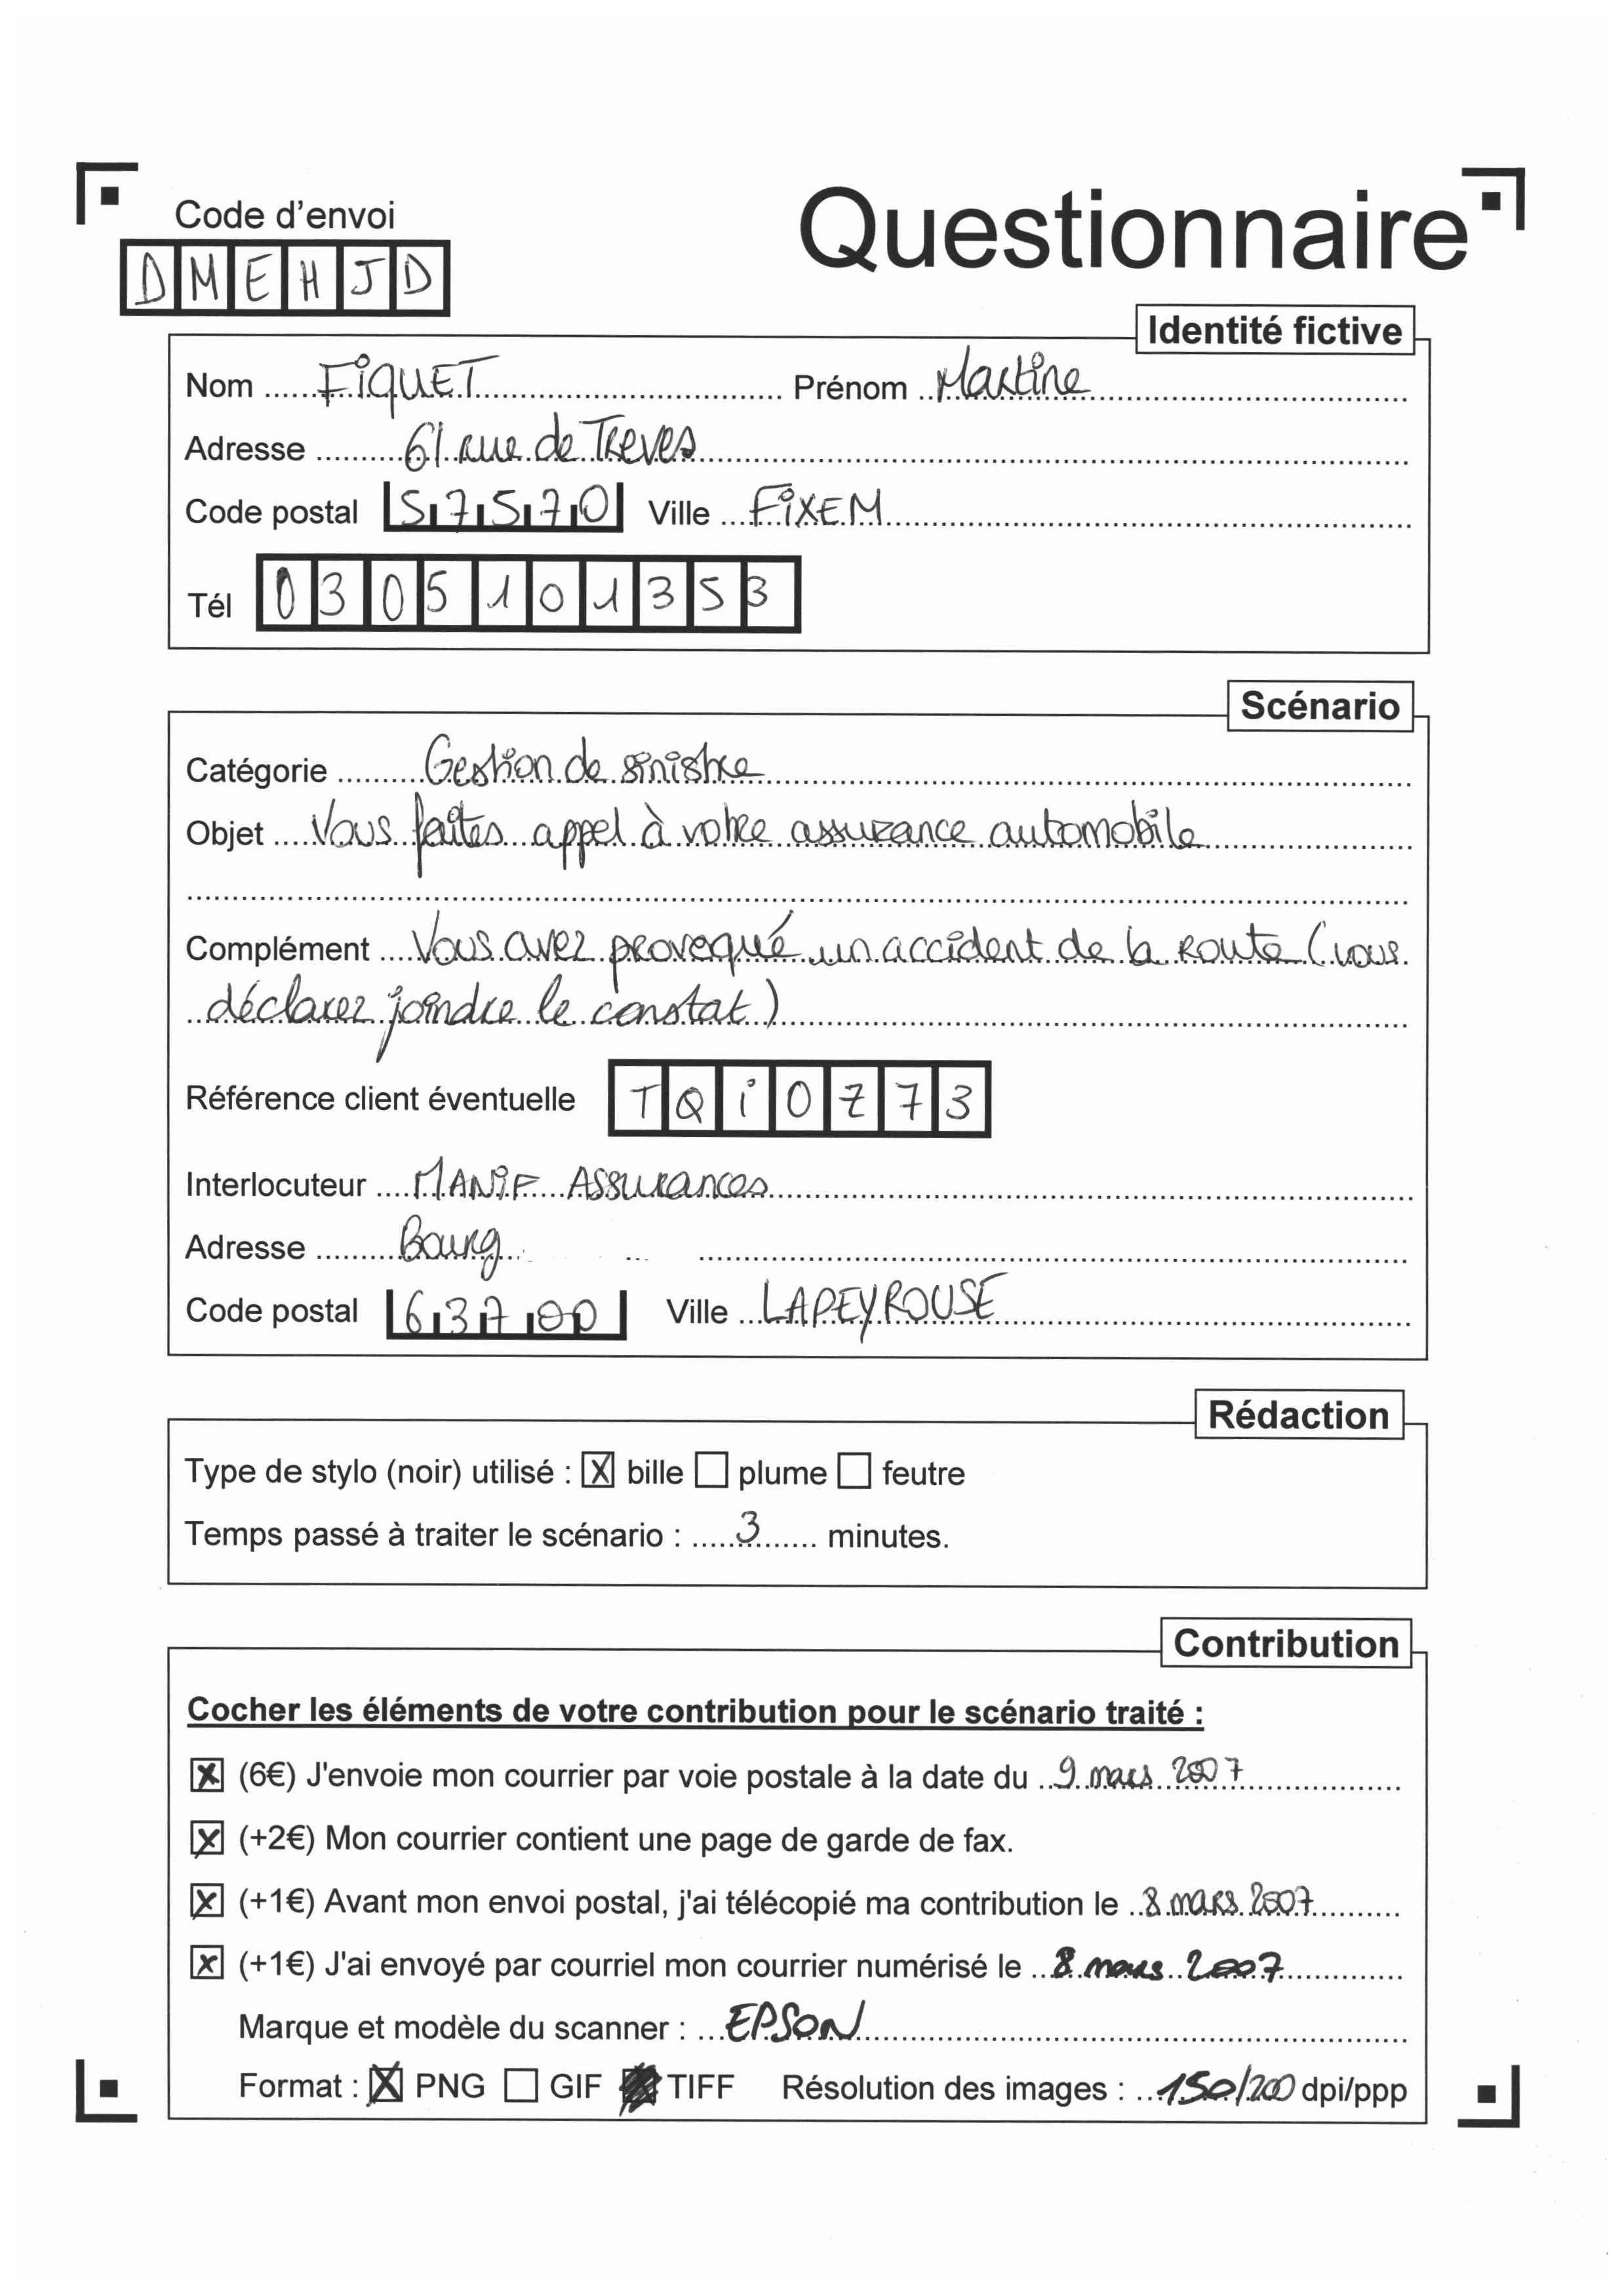 Code d'envoi
DMEHJD
Questionnaire
Identité fictive
Nom FIQUET Prénom Martine
Adresse 61 rue de Treves
Code postal 57570 Ville FIXEM
Tél 0305101353
Scénario
Catégorie Gestion de sinistre
Objet Vous faites appel à votre assurance automobile
Complément Vous avez provoqué un accident de la route (vous
déclarez joindre le constat)
Référence client éventuelle TQi0Z73
Interlocuteur MANIF Assurances
Adresse Bourg
Code postal 63700 Ville LAPEYROUSE
Rédaction
Type de stylo (noir) utilisé : X bille plume feutre
Temps passé à traiter le scénario : 3 minutes.
Contribution
Cocher les éléments de votre contribution pour le scénario traité :
X (6€) J'envoie mon courrier par voie postale à la date du 9 mars 2007
X (+2€) Mon courrier contient une page de garde de fax.
X (+1€) Avant mon envoi postal, j'ai télécopié ma contribution le 8 mars 2007
X (+1€) J'ai envoyé par courriel mon courrier numérisé le 8 mars 2007
Marque et modèle du scanner : EPSON
Format : X PNG GIF TIFF Résolution des images : 150/200 dpi/ppp